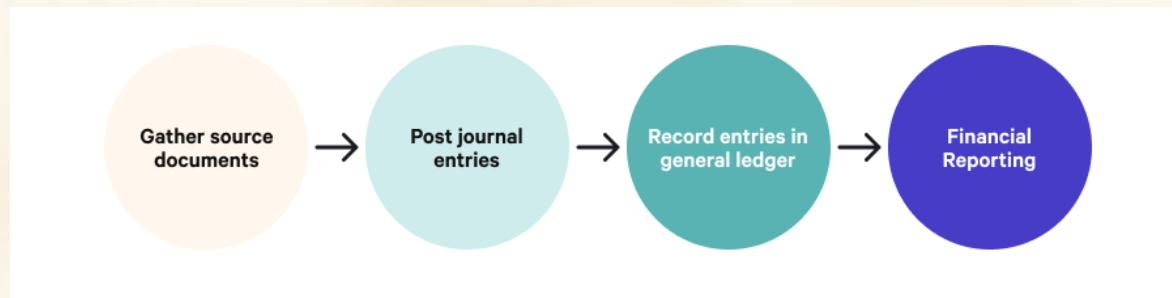 Gather source
documents
Post journal
entries
Record entries in
general ledger
Financial
Reporting